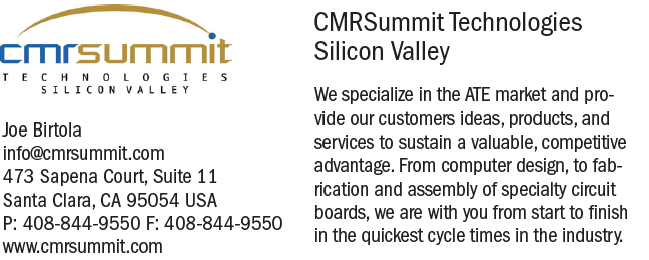 cmrsummit
TECHNOLOGIES
SILICON VALLEY
Joe Birtola
info@cmrsummit.com
473 Sapena Court, Suite 11
Santa Clara, CA 95054 USA
P: 408-844-9550 F: 408-844-9550
www.cmrsummit.com
CMRSummit Technologies
Silicon Valley
We specialize in the ATE market and pro-
vide our customers ideas, products, and
services to sustain a valuable, competitive
advantage. From computer design, to fab-
rication and assembly of specialty circuit
boards, we are with you from start to finish
in the quickest cycle times in the industry.